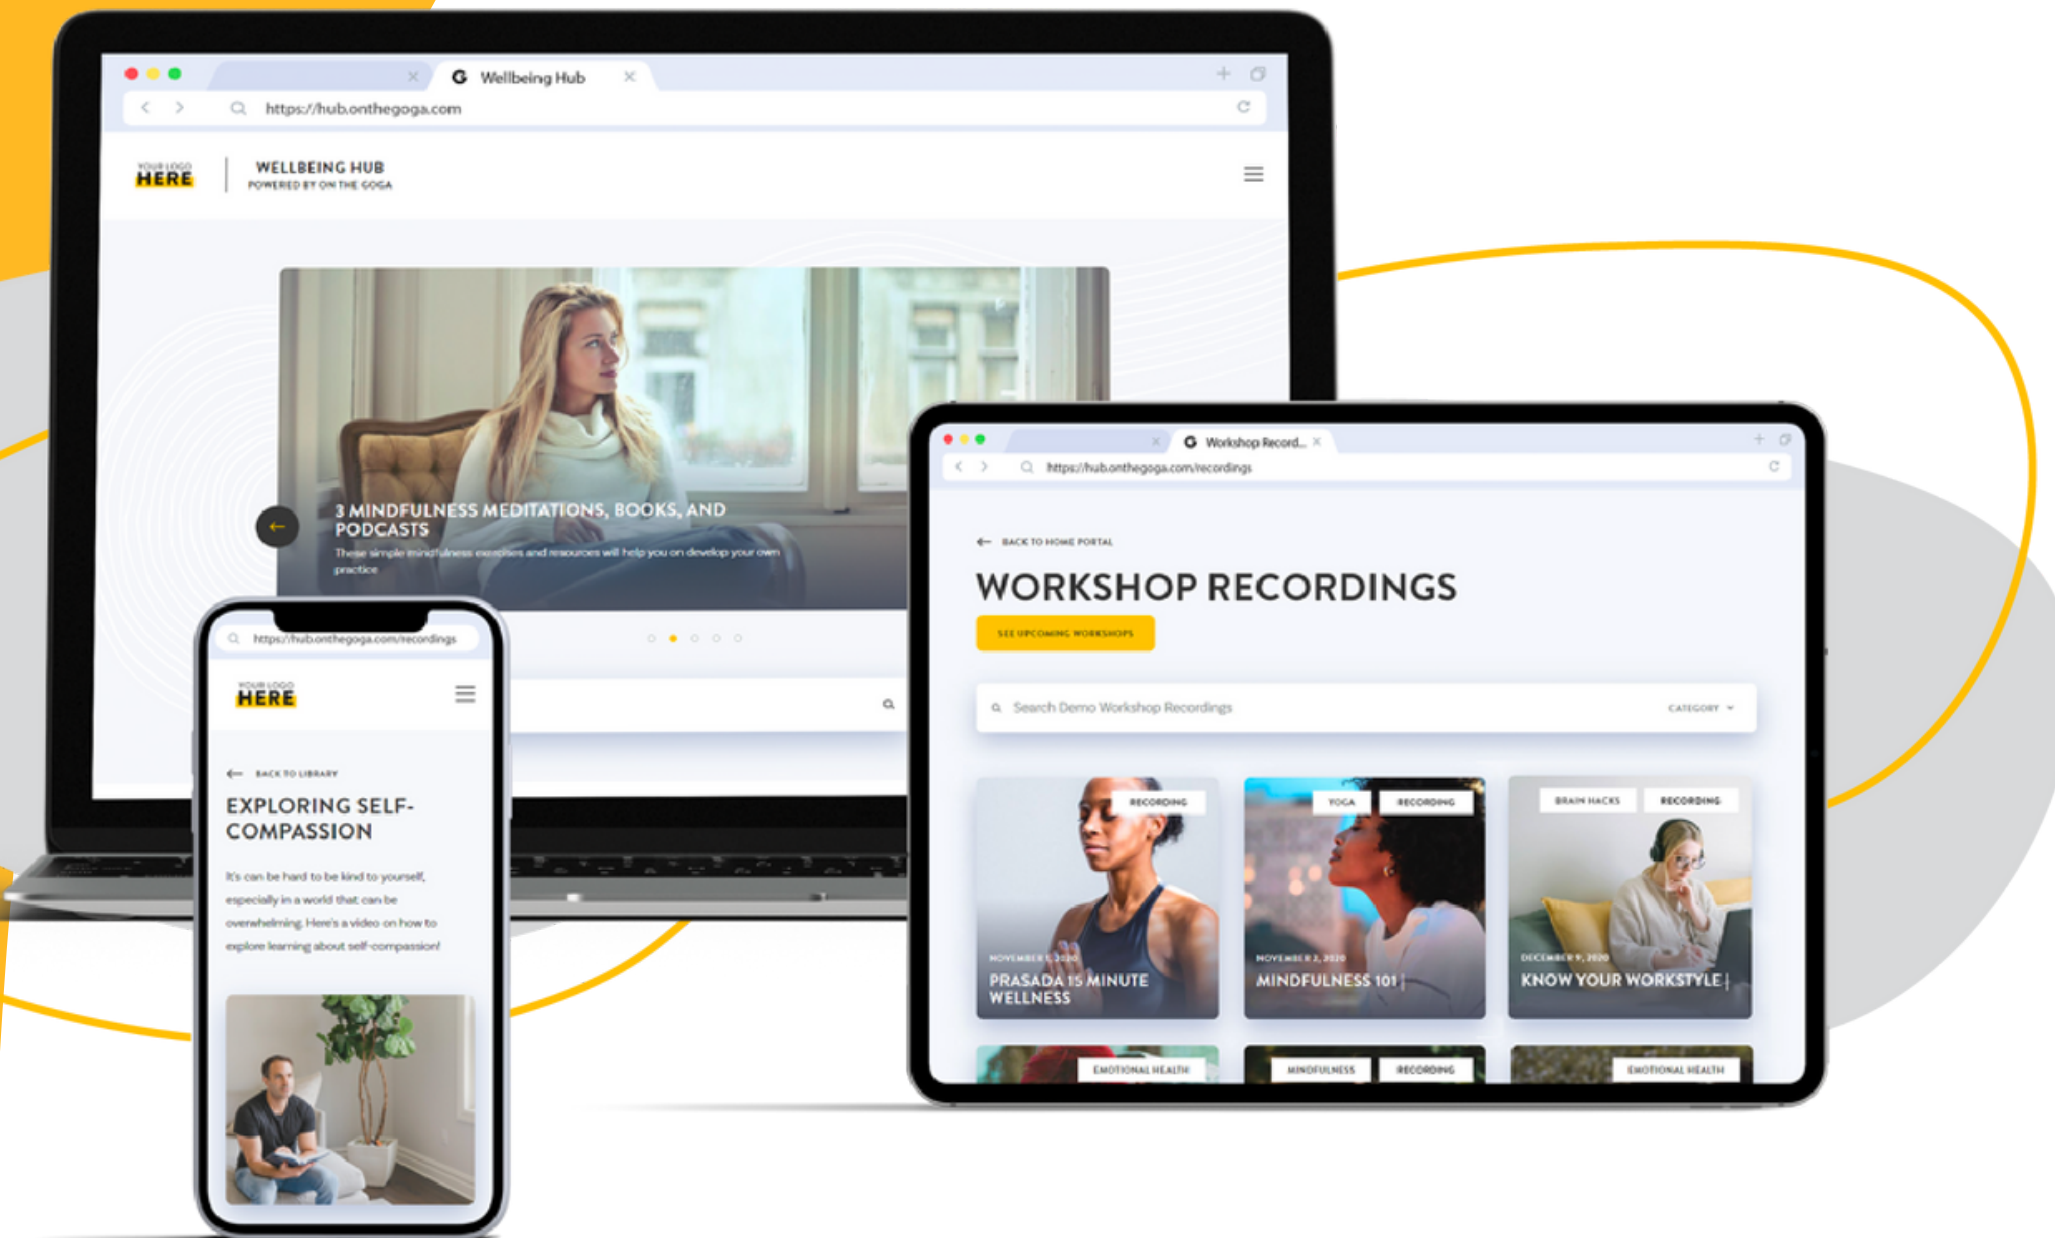 Wellbeing Hub
https://hub.onthegoga.com
YOUR LOGO
HERE
WELLBEING HUB
POWERED BY ON THE GOGA
3 MINDFULNESS MEDITATIONS, BOOKS, AND
PODCASTS
These simple mindfulness exercises and resources will help you on develop your own
practice
https://hub.onthegoga.com/recordings
YOUR LOGO
HERE
BACK TO LIBRARY
EXPLORING SELF-
COMPASSION
It's can be hard to be kind to yourself,
especially in a world that can be
overwhelming. Here's a video on how to
explore learning about self-compassion!
Workshop Record...
https://hub.onthegoga.com/recordings
BACK TO HOME PORTAL
WORKSHOP RECORDINGS
SEE UPCOMING WORKSHOPS
Search Demo Workshop Recordings
CATEGORY
RECORDING
NOVEMBER 1, 2020
PRASADA 15 MINUTE
WELLNESS
YOGA
RECORDING
NOVEMBER 2, 2020
MINDFULNESS 101 |
BRAIN HACKS
RECORDING
DECEMBER 9, 2020
KNOW YOUR WORKSTYLE |
EMOTIONAL HEALTH
MINDFULNESS
RECORDING
EMOTIONAL HEALTH